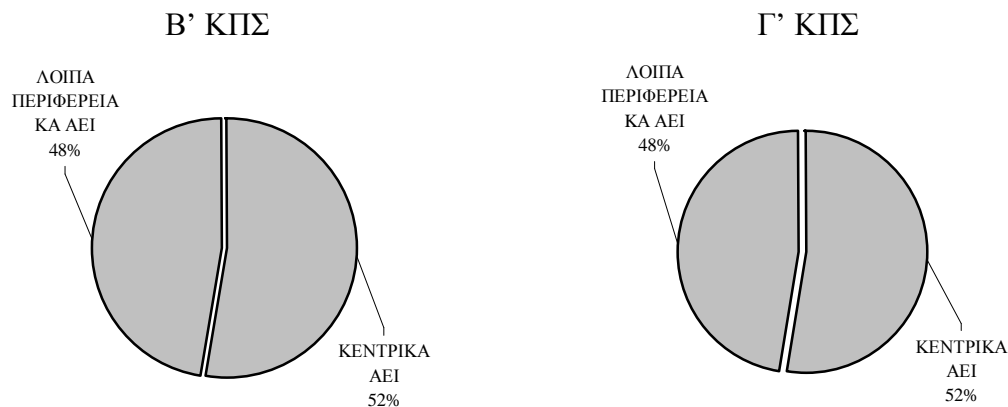 Β’ ΚΠΣ
ΛΟΙΠΑ
ΠΕΡΙΦΕΡΕΙΑ
ΚΑ ΑΕΙ
48%
ΚΕΝΤΡΙΚΑ
ΑΕΙ
52%
Γ’ ΚΠΣ
ΛΟΙΠΑ
ΠΕΡΙΦΕΡΕΙΑ
ΚΑ ΑΕΙ
48%
ΚΕΝΤΡΙΚΑ
ΑΕΙ
52%